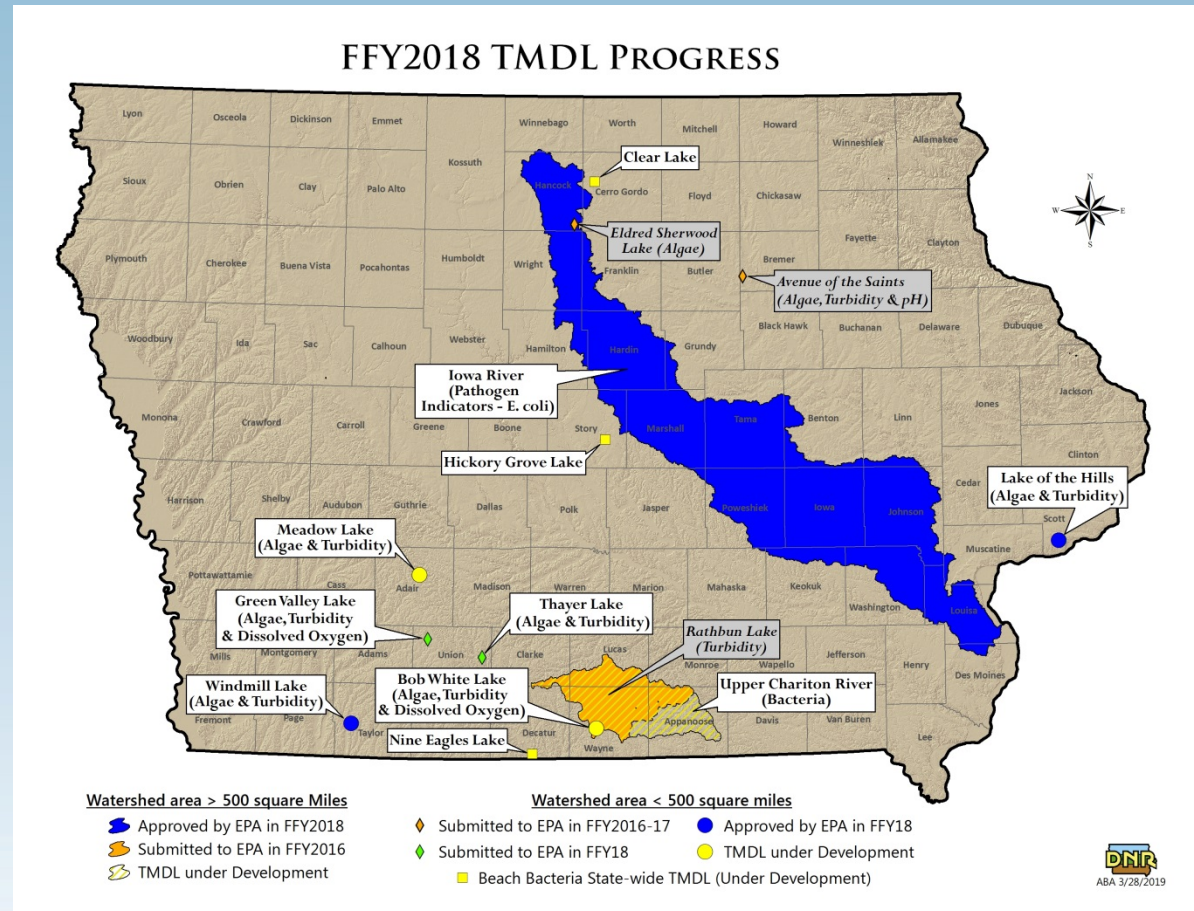 FFY2018 TMDL PROGRESS
Lyon
Osceola
Dickinson
Emmet
Winnebago
Worth
Mitchell
Howard
Winneshiek
Allamakee
Kossuth
Clear Lake
Sioux
Obrien
Clay
Palo Alto
Hancock
Cerro Gordo
Floyd
Chickasaw
N
W
E
S
Eldred Sherwood
Lake (Algae)
Fayette
Clayton
Plymouth
Cherokee
Buena Vista
Pocahontas
Humboldt
Wright
Franklin
Butler
Bremer
Avenue of the Saints
(Algae, Turbidity & pH)
Woodbury
Ida
Sac
Calhoun
Webster
Hamilton
Hardin
Grundy
Black Hawk
Buchanan
Delaware
Dubuque
Iowa River
(Pathogen
Indicators - E. coli)
Jackson
Monona
Crawford
Carroll
Greene
Boone
Story
Marshall
Tama
Benton
Linn
Jones
Hickory Grove Lake
Clinton
Cedar
Lake of the Hills
(Algae & Turbidity)
Harrison
Shelby
Audubon
Guthrie
Dallas
Polk
Jasper
Poweshiek
Iowa
Johnson
Scott
Meadow Lake
(Algae & Turbidity)
Muscatine
Pottawattamie
Cass
Adair
Madison
Warren
Marion
Mahaska
Keokuk
Washington
Louisa
Green Valley Lake
(Algae, Turbidity
& Dissolved Oxygen)
Thayer Lake
(Algae & Turbidity)
Rathbun Lake
(Turbidity)
Mills
Montgomery
Adams
Union
Clarke
Lucas
Monroe
Wapello
Jefferson
Henry
Des Moines
Windmill Lake
(Algae & Turbidity)
Bob White Lake
(Algae, Turbidity
& Dissolved Oxygen)
Upper Chariton River
(Bacteria)
Fremont
Page
Taylor
Decatur
Wayne
Appanoose
Davis
Van Buren
Lee
Nine Eagles Lake
Watershed area > 500 square Miles
Approved by EPA in FFY2018
Submitted to EPA in FFY2016
TMDL under Development
Watershed area < 500 square miles
Submitted to EPA in FFY2016-17
Approved by EPA in FFY18
Submitted to EPA in FFY18
TMDL under Development
Beach Bacteria State-wide TMDL (Under Development)
DNR
ABA 3/28/2019